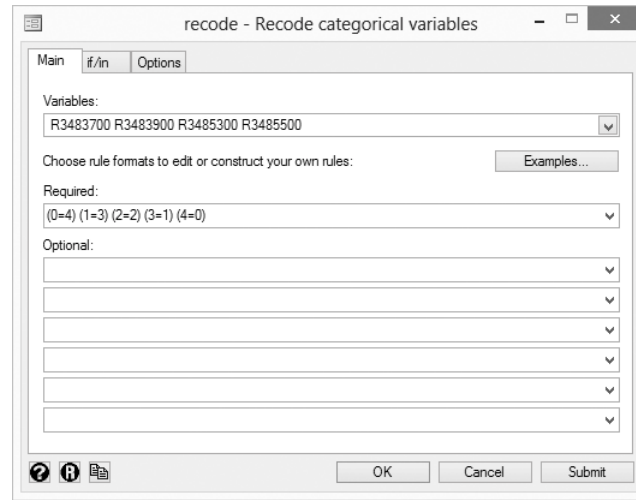 recode - Recode categorical variables
Main if/in Options
Variables:
R3483700 R3483900 R3485300 R3485500
Choose rule formats to edit or construct your own rules: Examples...
Required:
(0=4) (1=3) (2=2) (3=1) (4=0)
Optional:
? R OK Cancel Submit